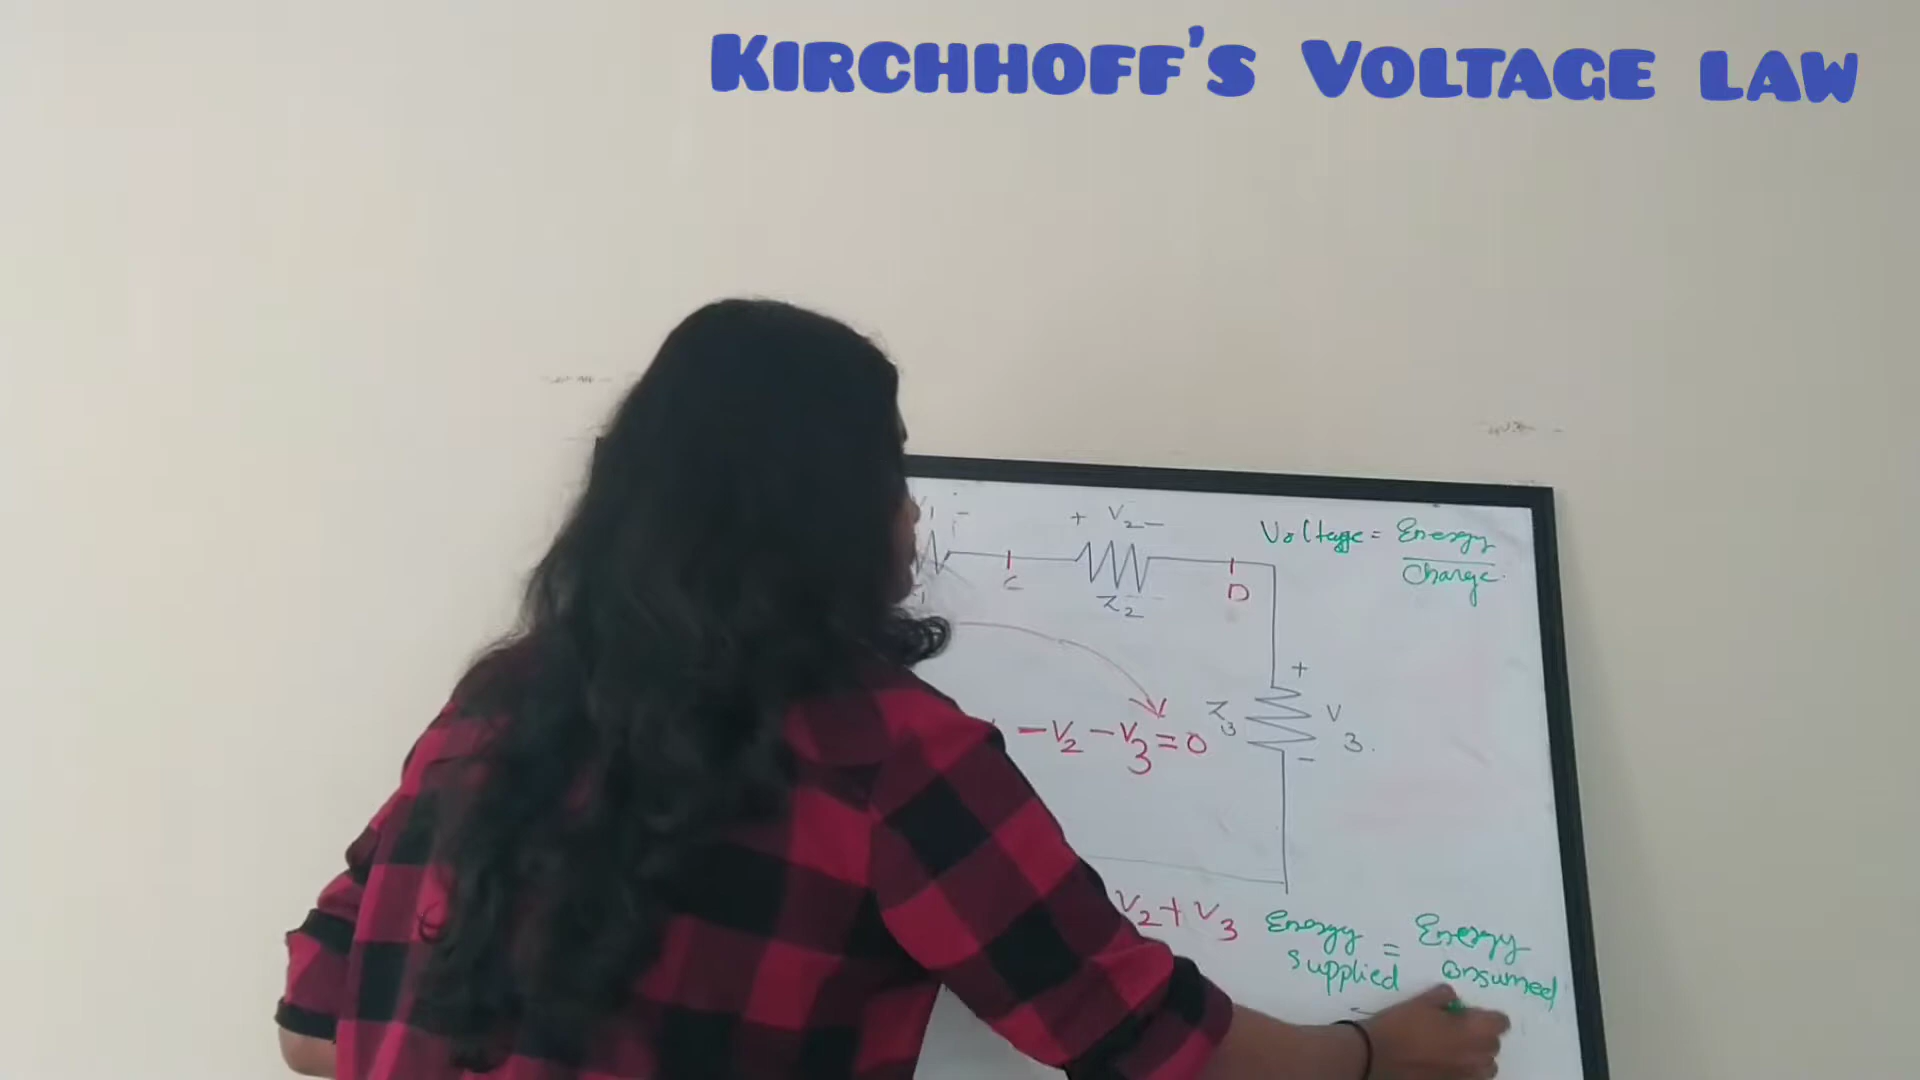 KIRCHHOFF'S VOLTAGE LAW
+ V2 -
Voltage = Energy
Charge
C
Z2
D
+
Z3
V
3
-
- V2 - V3 = 0
V2 + V3
Energy = Energy
supplied consumed